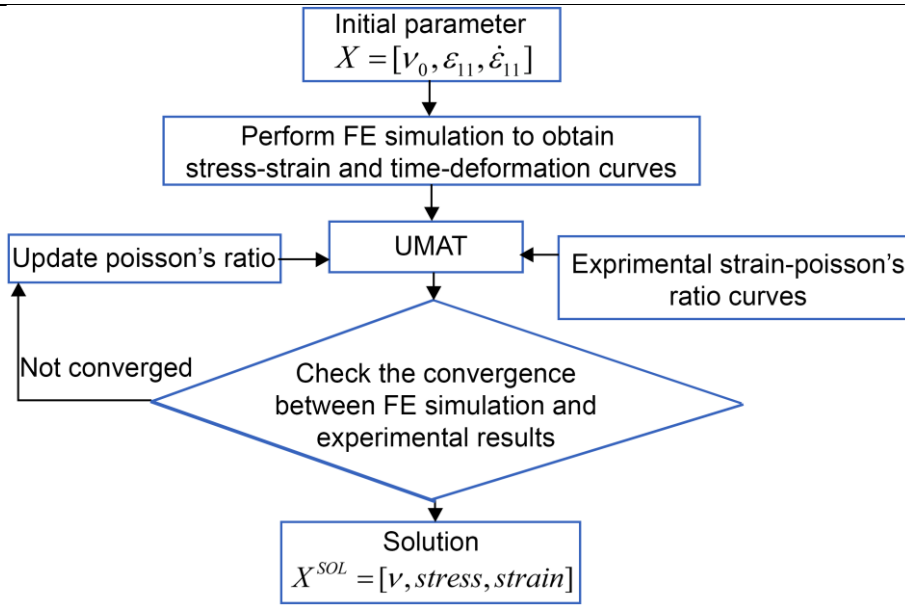 Initial parameter
X = [ν₀, ε₁₁, ε̇₁₁]
Perform FE simulation to obtain
stress-strain and time-deformation curves
UMAT
Update poisson's ratio
Exprimental strain-poisson's
ratio curves
Not converged
Check the convergence
between FE simulation and
experimental results
Solution
X^{SOL} = [ν, stress, strain]